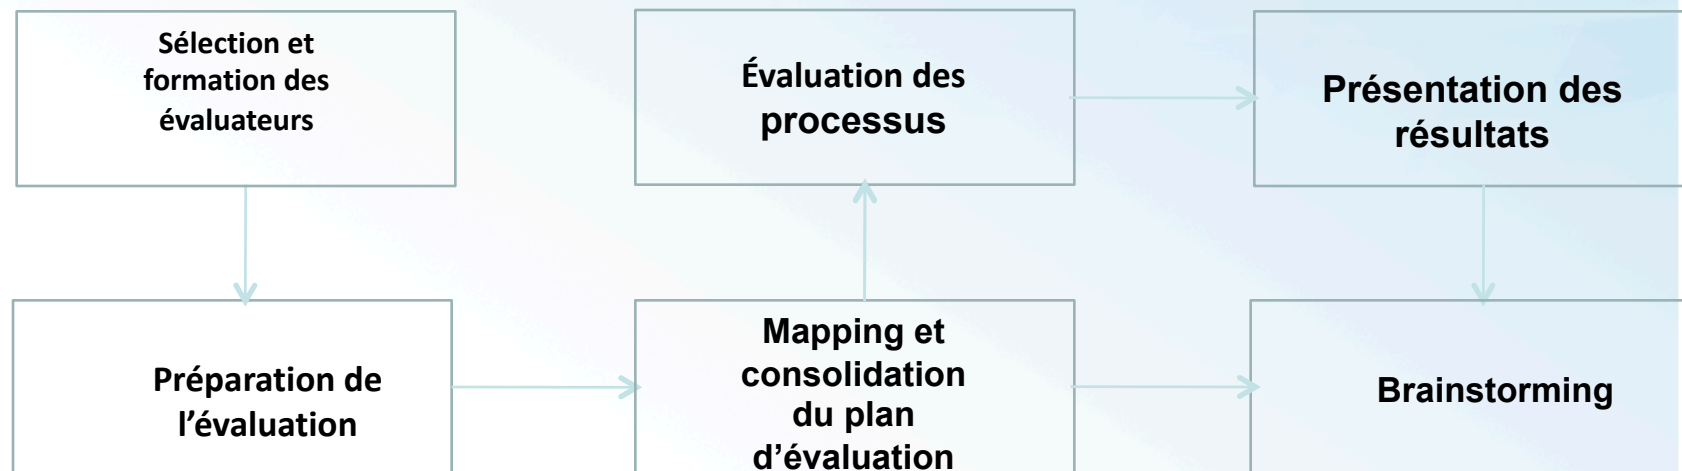 Sélection et
formation des
évaluateurs
Évaluation des
processus
Présentation des
résultats
Préparation de
l’évaluation
Mapping et
consolidation
du plan
d’évaluation
Brainstorming